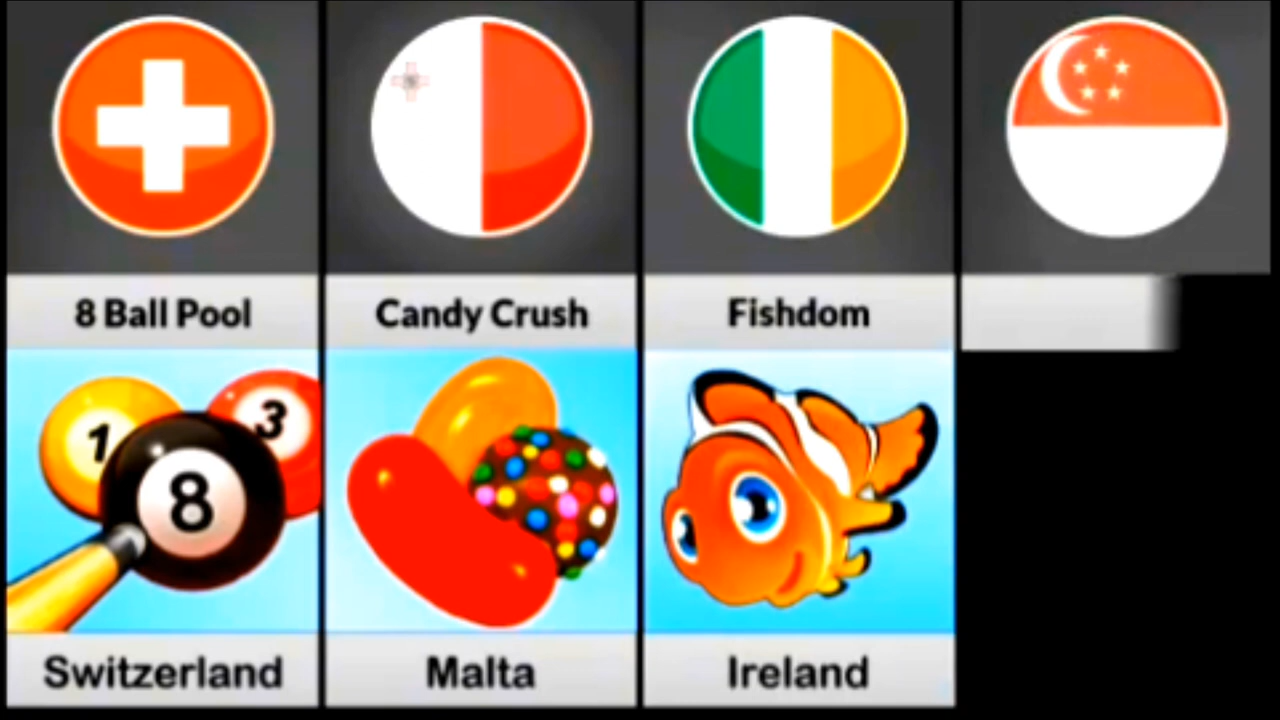 8 Ball Pool
Candy Crush
Fishdom
1
3
8
Switzerland
Malta
Ireland